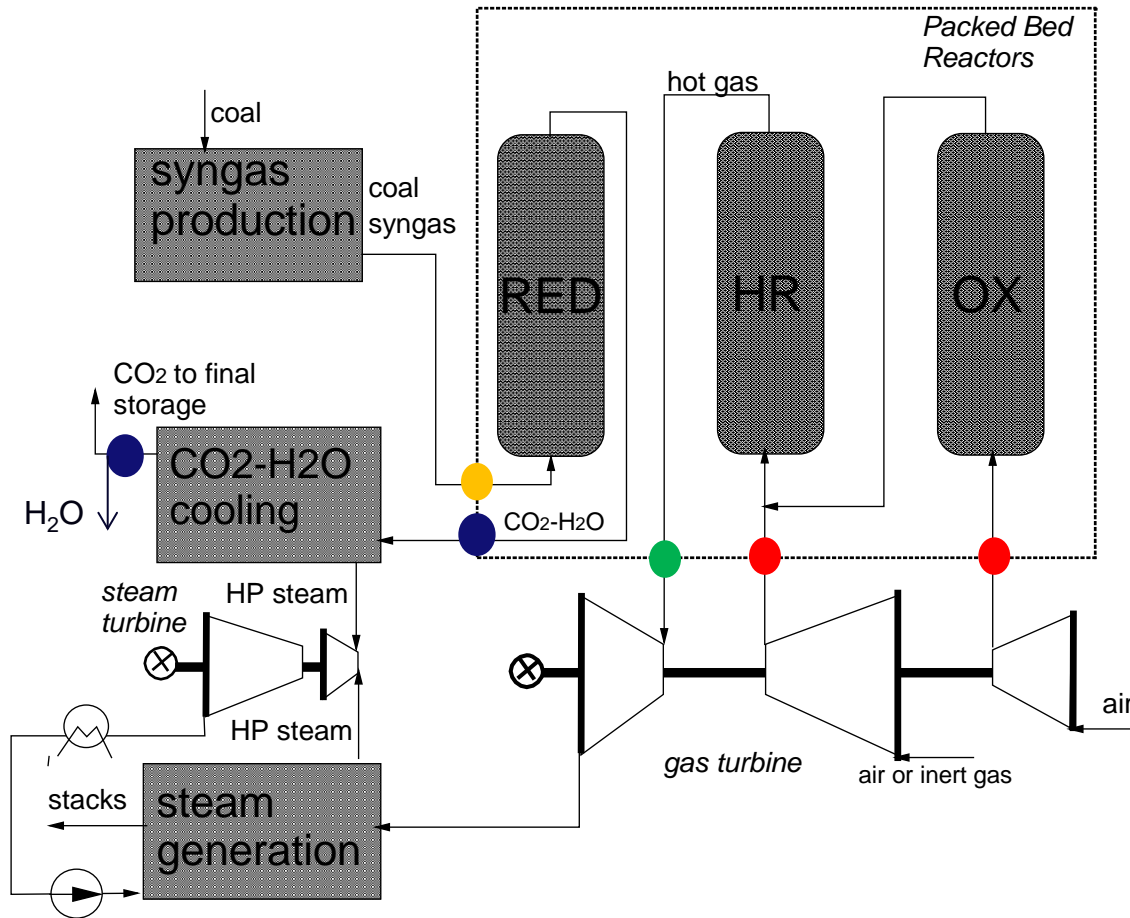 Packed Bed
Reactors
hot gas
coal
syngas
production
coal
syngas
RED
HR
OX
CO2 to final
storage
CO2-H2O
cooling
H2O
CO2-H2O
steam
turbine
HP steam
HP steam
gas turbine
air
air or inert gas
stacks
steam
generation